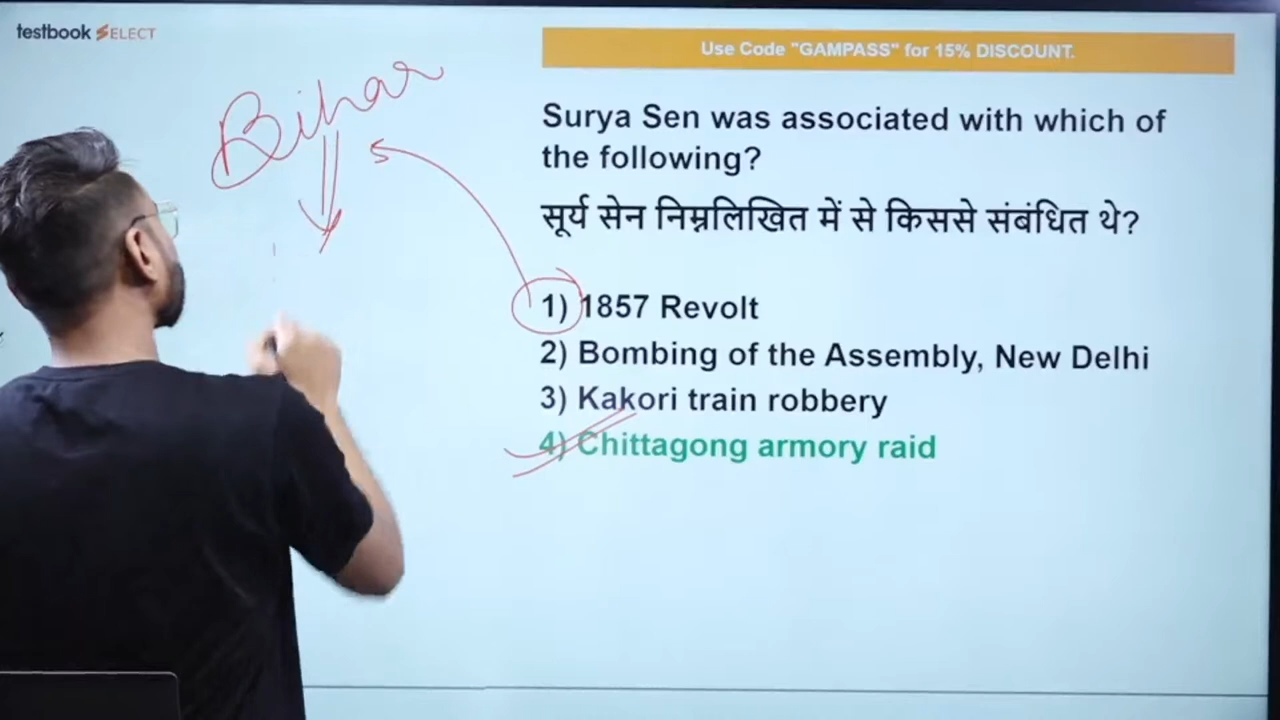 testbook SELECT
Use Code "GAMPASS" for 15% DISCOUNT.
Bihar
Surya Sen was associated with which of
the following?
सूर्य सेन निम्नलिखित में से किससे संबंधित थे?
1) 1857 Revolt
2) Bombing of the Assembly, New Delhi
3) Kakori train robbery
4) Chittagong armory raid